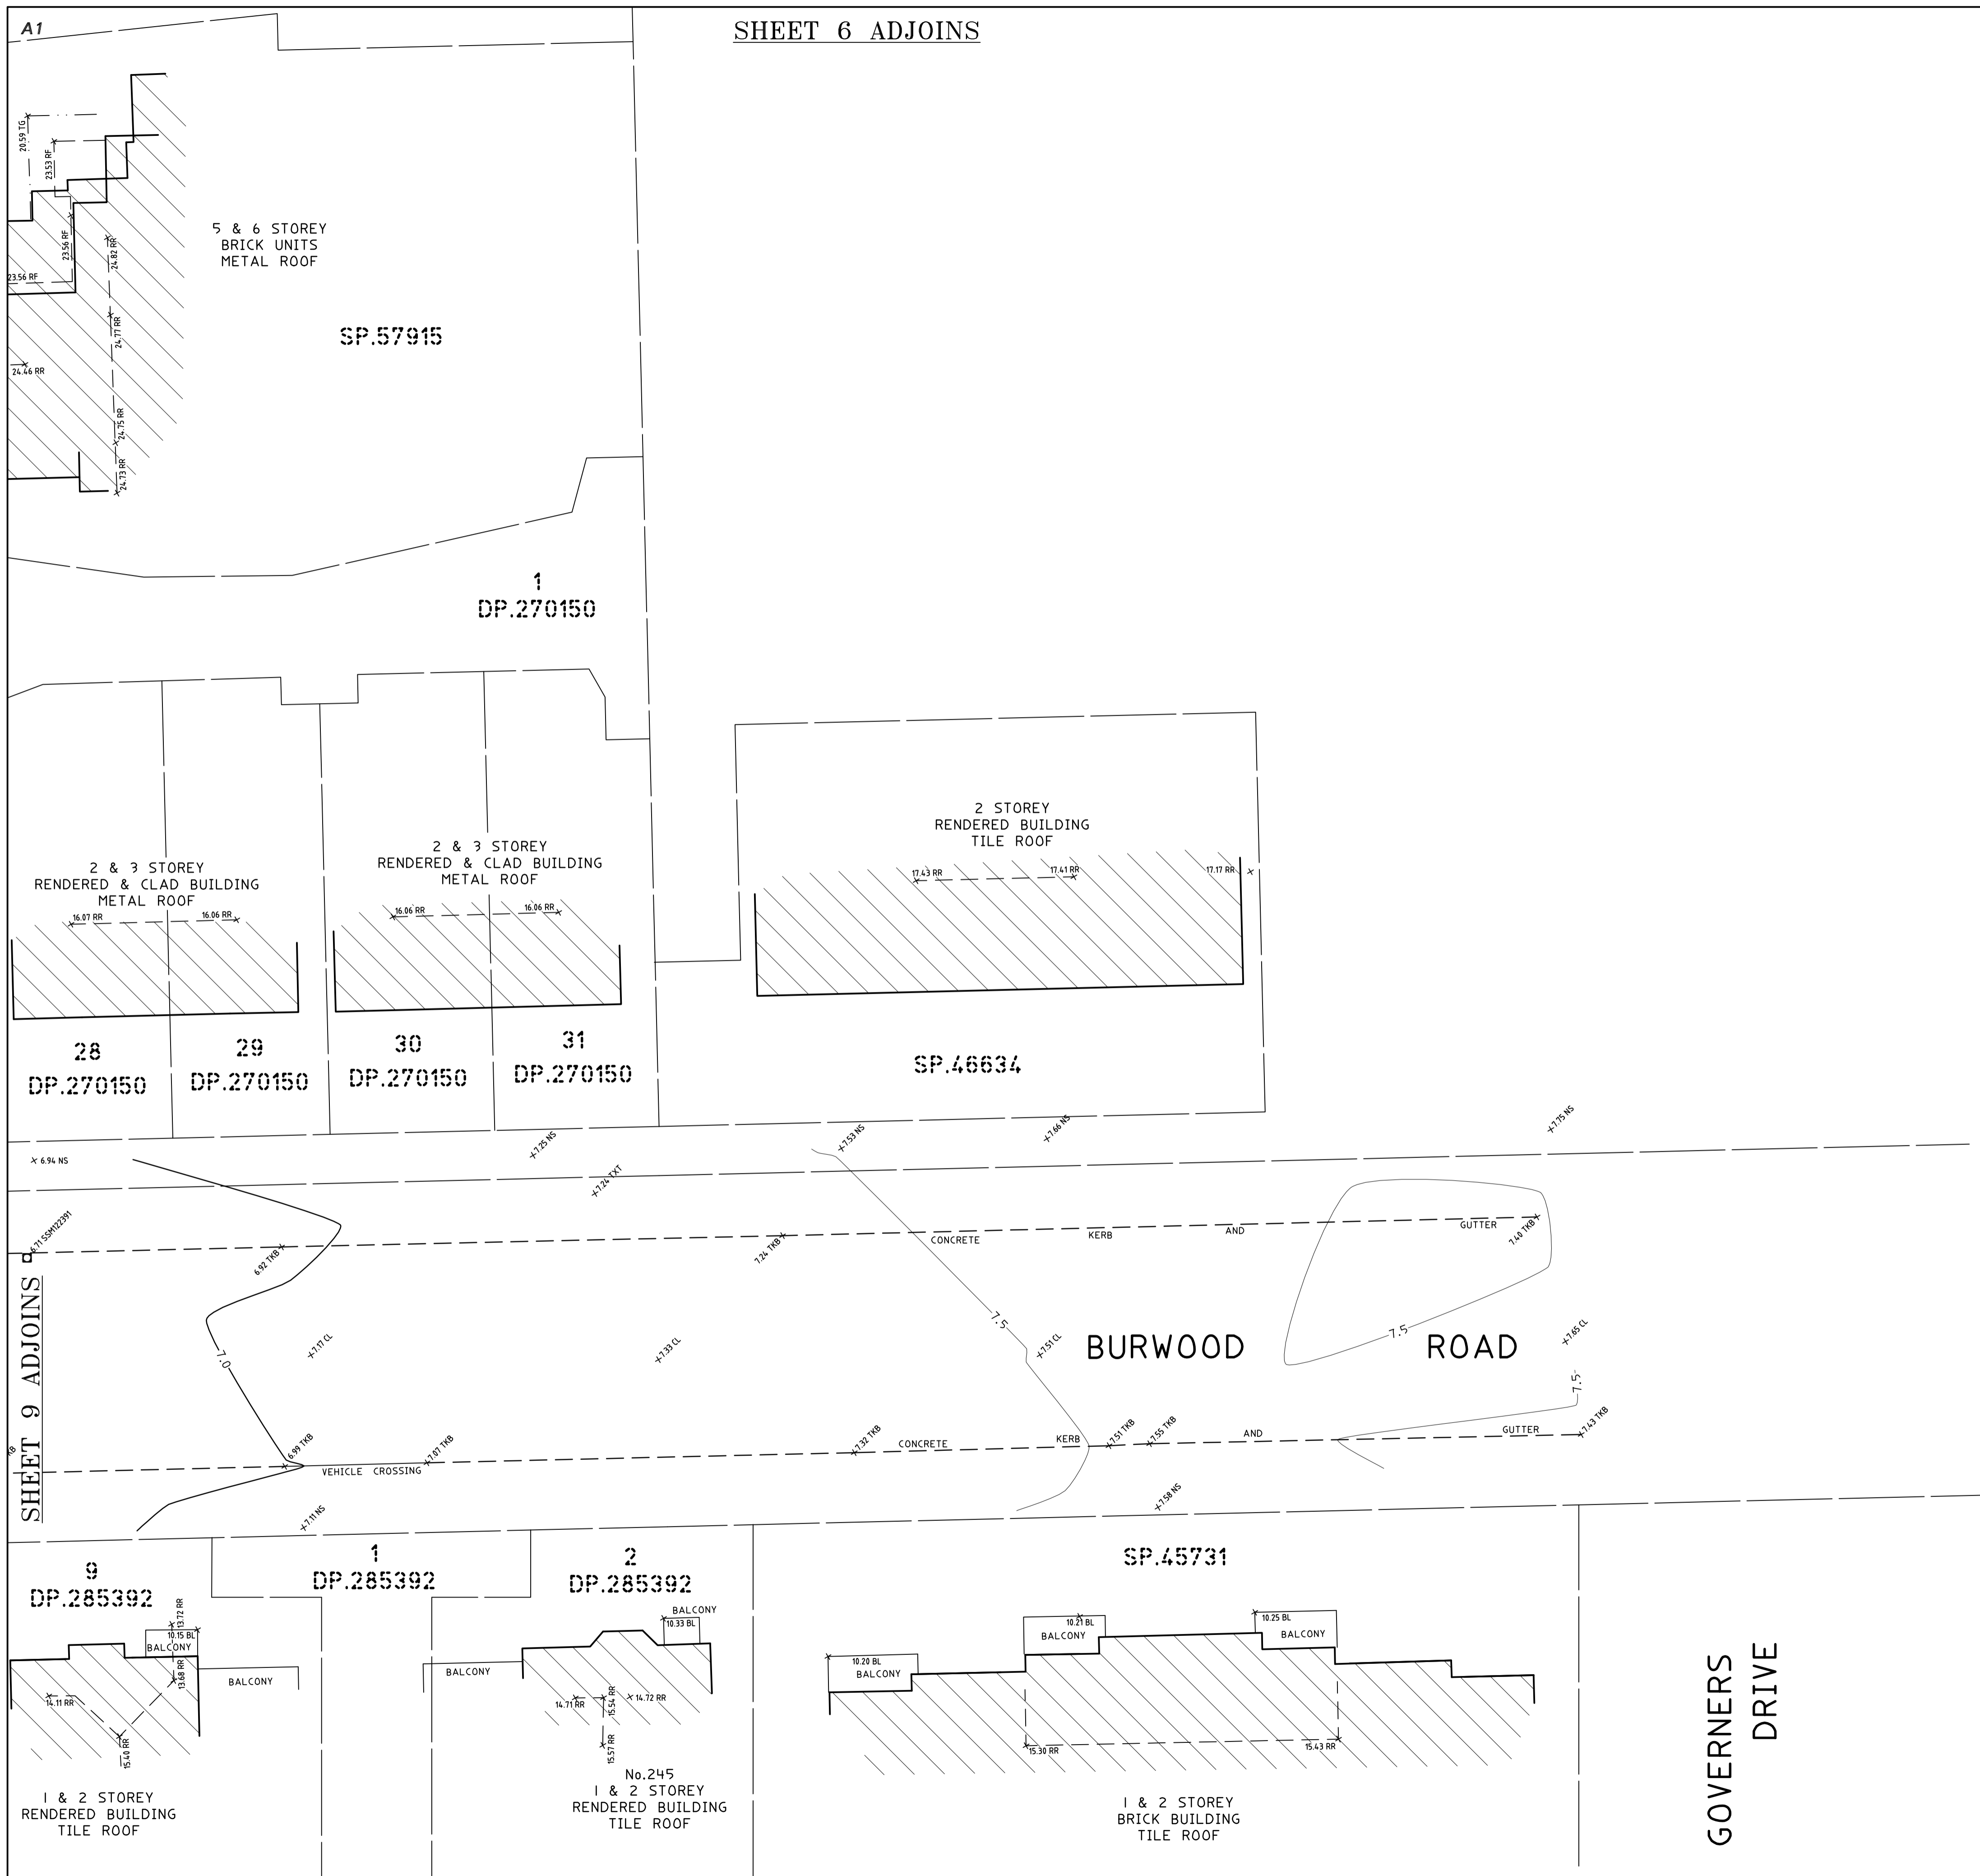 A1
SHEET 6 ADJOINS
20.59 TG
23.53 RF
23.56 RF
23.56 RF
24.82 RR
24.77 RR
24.46 RR
24.75 RR
24.73 RR
5 & 6 STOREY
BRICK UNITS
METAL ROOF
SP.57915
1
DP.270150
2 & 3 STOREY
RENDERED & CLAD BUILDING
METAL ROOF
16.07 RR
16.06 RR
2 & 3 STOREY
RENDERED & CLAD BUILDING
METAL ROOF
16.06 RR
16.06 RR
2 STOREY
RENDERED BUILDING
TILE ROOF
17.43 RR
17.41 RR
17.17 RR
28
DP.270150
29
DP.270150
30
DP.270150
31
DP.270150
SP.46634
6.94 NS
7.25 NS
7.53 NS
7.66 NS
7.75 NS
7.24 TXT
6.71 SSM122391
6.92 TKB
7.24 TKB
CONCRETE
KERB
AND
GUTTER
7.40 TKB
SHEET 9 ADJOINS
7.0
7.17 CL
7.33 CL
7.5
7.51 CL
BURWOOD
7.5
ROAD
7.65 CL
7.5
6.99 TKB
7.07 TKB
VEHICLE CROSSING
7.32 TKB
CONCRETE
KERB
7.51 TKB
7.55 TKB
AND
GUTTER
7.43 TKB
7.11 NS
7.58 NS
9
DP.285392
1
DP.285392
2
DP.285392
SP.45731
13.72 RR
10.15 BL
BALCONY
13.68 RR
14.11 RR
15.40 RR
BALCONY
1 & 2 STOREY
RENDERED BUILDING
TILE ROOF
BALCONY
BALCONY
10.33 BL
14.71 RR
15.54 RR
14.72 RR
15.57 RR
No.245
1 & 2 STOREY
RENDERED BUILDING
TILE ROOF
10.20 BL
BALCONY
10.21 BL
BALCONY
10.25 BL
BALCONY
15.30 RR
15.43 RR
1 & 2 STOREY
BRICK BUILDING
TILE ROOF
GOVERNERS
DRIVE